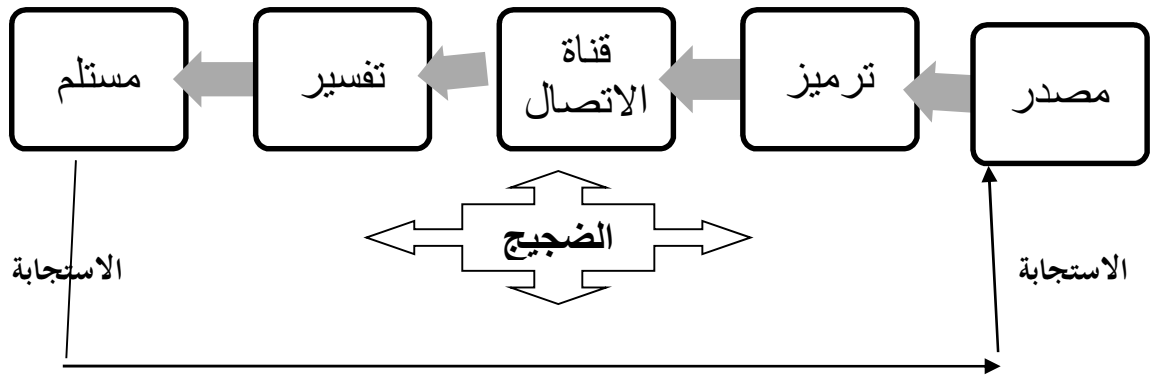 مصدر
ترميز
قناة
الاتصال
تفسير
مستلم
الضجيج
الاستجابة
الاستجابة